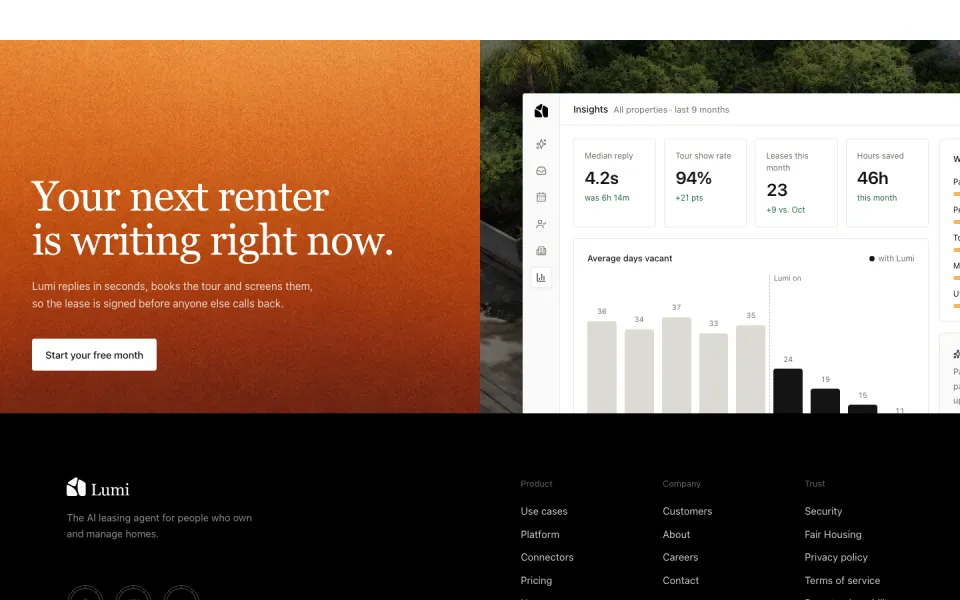 Your next renter
is writing right now.
Lumi replies in seconds, books the tour and screens them,
so the lease is signed before anyone else calls back.
Start your free month
Insights All properties · last 9 months
Median reply
4.2s
was 6h 14m
Tour show rate
94%
+21 pts
Leases this
month
23
+9 vs. Oct
Hours saved
46h
this month
Average days vacant
with Lumi
Lumi on
36
34
37
33
35
24
19
15
11
Lumi
The AI leasing agent for people who own
and manage homes.
Product
Use cases
Platform
Connectors
Pricing
Company
Customers
About
Careers
Contact
Trust
Security
Fair Housing
Privacy policy
Terms of service